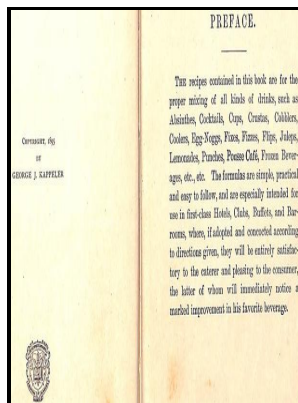 COPYRIGHT, 1895
BY
GEORGE J. KAPPELER
PREFACE.
THE recipes contained in this book are for the
proper mixing of all kinds of drinks, such as
Absinthes, Cocktails, Cups, Crustas, Cobblers,
Coolers, Egg-Noggs, Fixes, Fizzes, Flips, Juleps,
Lemonades, Punches, Pousse Café, Frozen Bever-
ages, etc., etc. The formulas are simple, practical
and easy to follow, and are especially intended for
use in first-class Hotels, Clubs, Buffets, and Bar-
rooms, where, if adopted and concocted according
to directions given, they will be entirely satisfac-
tory to the caterer and pleasing to the consumer,
the latter of whom will immediately notice a
marked improvement in his favorite beverage.